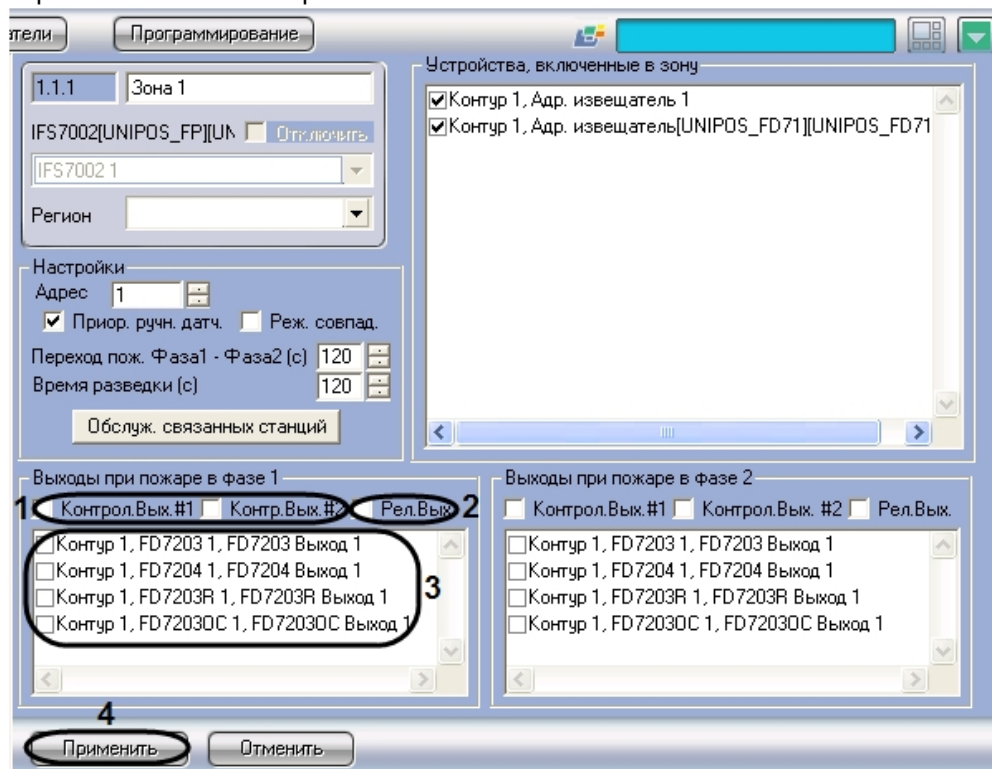 Программирование
1.1.1 Зона 1
IFS7002[UNIPOS_FP][UN Отключить
IFS7002 1
Регион
Настройки
Адрес 1
Приор. ручн. датч. Реж. совпад.
Переход пож. Фаза1 - Фаза2 (с) 120
Время разведки (с) 120
Обслуж. связанных станций
Устройства, включенные в зону
Контур 1, Адр. извещатель 1
Контур 1, Адр. извещатель[UNIPOS_FD71][UNIPOS_FD71
Выходы при пожаре в фазе 1
1 Контрол.Вых.#1 Контр.Вых.#2 Рел.Вых 2
Контур 1, FD7203 1, FD7203 Выход 1
Контур 1, FD7204 1, FD7204 Выход 1
Контур 1, FD7203R 1, FD7203R Выход 1
Контур 1, FD7203OC 1, FD7203OC Выход 1
3
Выходы при пожаре в фазе 2
Контрол.Вых.#1 Контрол.Вых. #2 Рел.Вых.
Контур 1, FD7203 1, FD7203 Выход 1
Контур 1, FD7204 1, FD7204 Выход 1
Контур 1, FD7203R 1, FD7203R Выход 1
Контур 1, FD7203OC 1, FD7203OC Выход 1
4
Применить Отменить